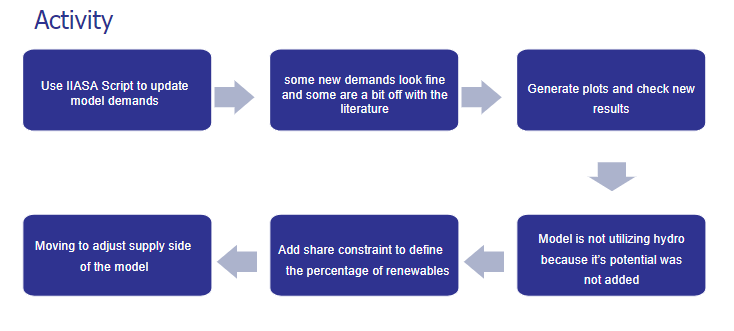 Activity
Use IIASA Script to update
model demands
some new demands look fine
and some are a bit off with the
literature
Generate plots and check new
results
Model is not utilizing hydro
because it's potential was
not added
Add share constraint to define
the percentage of renewables
Moving to adjust supply side
of the model